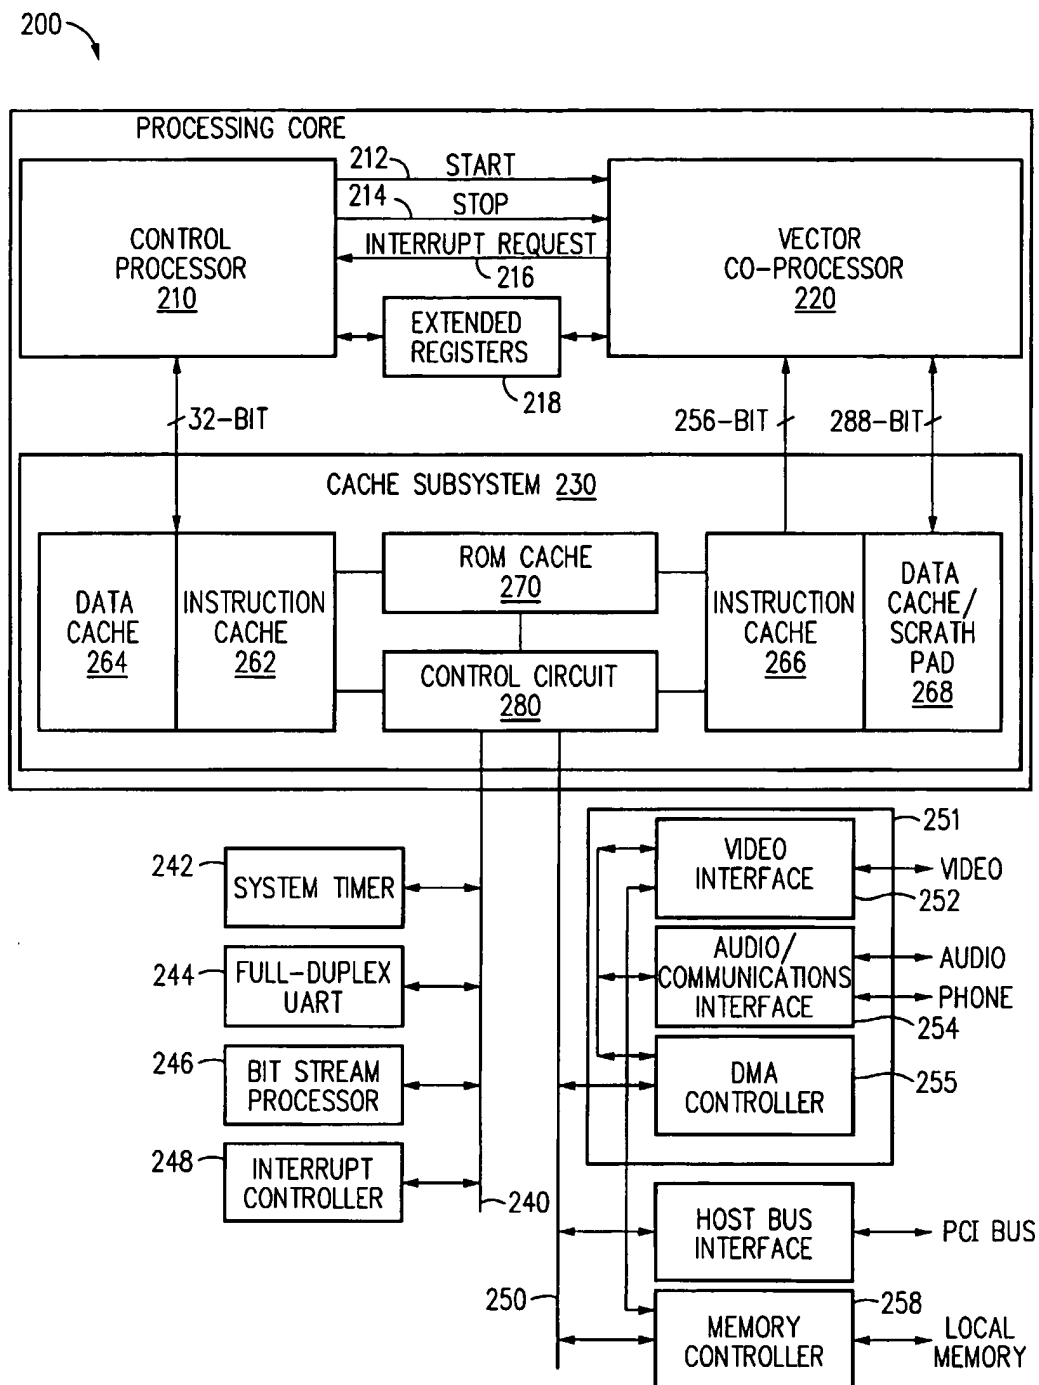 200
PROCESSING CORE
CONTROL
PROCESSOR
210
212
START
214
STOP
INTERRUPT REQUEST
216
EXTENDED
REGISTERS
218
VECTOR
CO-PROCESSOR
220
32-BIT
256-BIT
288-BIT
CACHE SUBSYSTEM 230
DATA
CACHE
264
INSTRUCTION
CACHE
262
ROM CACHE
270
CONTROL CIRCUIT
280
INSTRUCTION
CACHE
266
DATA
CACHE/
SCRATH
PAD
268
242
SYSTEM TIMER
244
FULL-DUPLEX
UART
246
BIT STREAM
PROCESSOR
248
INTERRUPT
CONTROLLER
240
250
251
VIDEO
INTERFACE
252
VIDEO
AUDIO/
COMMUNICATIONS
INTERFACE
254
AUDIO
PHONE
DMA
CONTROLLER
255
HOST BUS
INTERFACE
PCI BUS
258
MEMORY
CONTROLLER
LOCAL
MEMORY